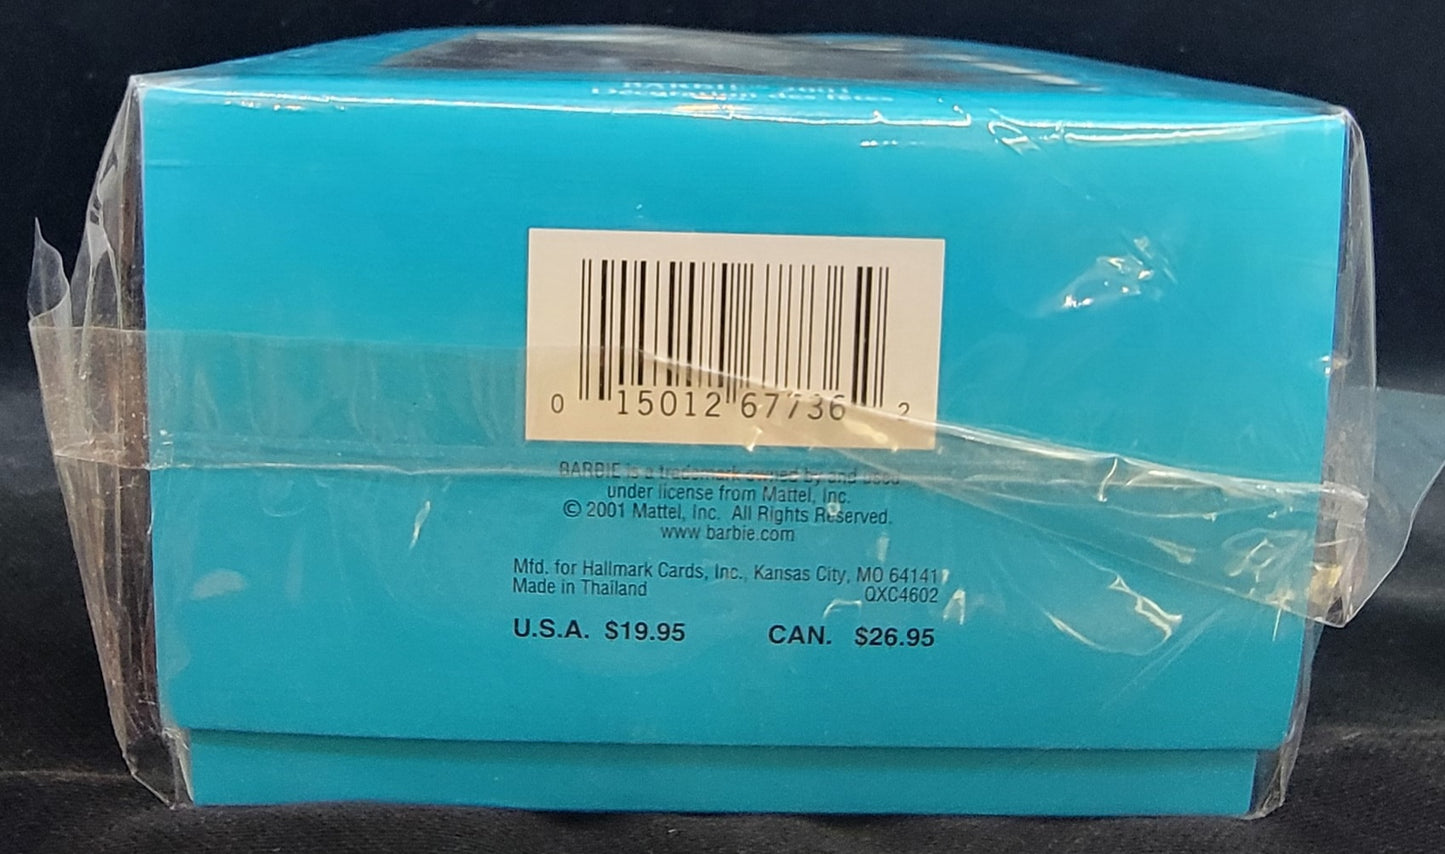 BARBIE 2001
0 15012 67736 2
BARBIE is a trademark owned by and used
under license from Mattel, Inc.
© 2001 Mattel, Inc. All Rights Reserved.
www barbie.com
Mfd. for Hallmark Cards, Inc., Kansas City, MO 64141
Made in Thailand QXC4602
U.S.A. $19.95 CAN. $26.95